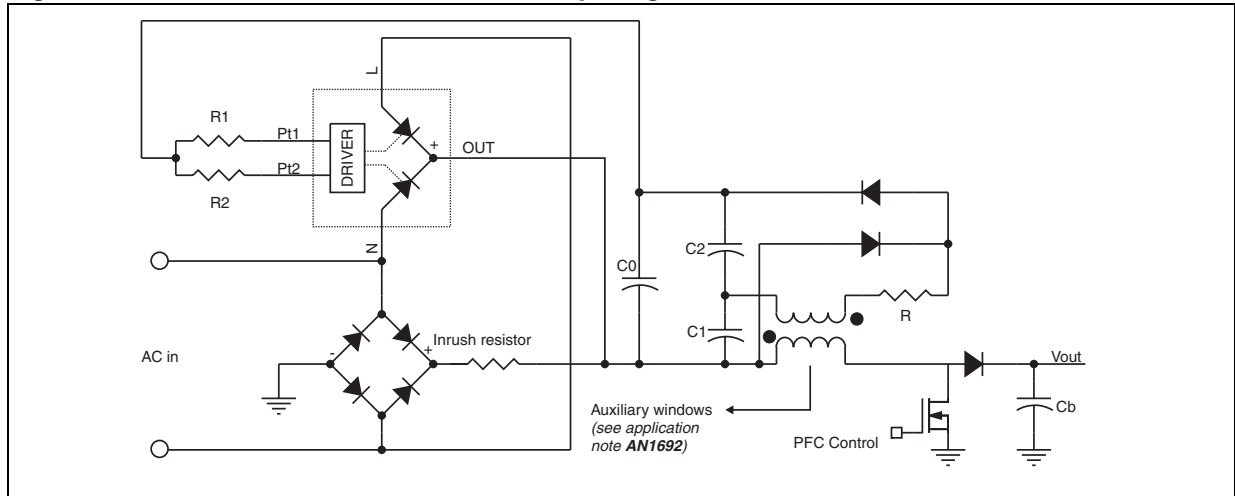 L
R1
Pt1
DRIVER
+
OUT
Pt2
R2
N
C2
C0
R
C1
AC in
-
+
Inrush resistor
Vout
Auxiliary windows
(see application
note AN1692)
PFC Control
Cb